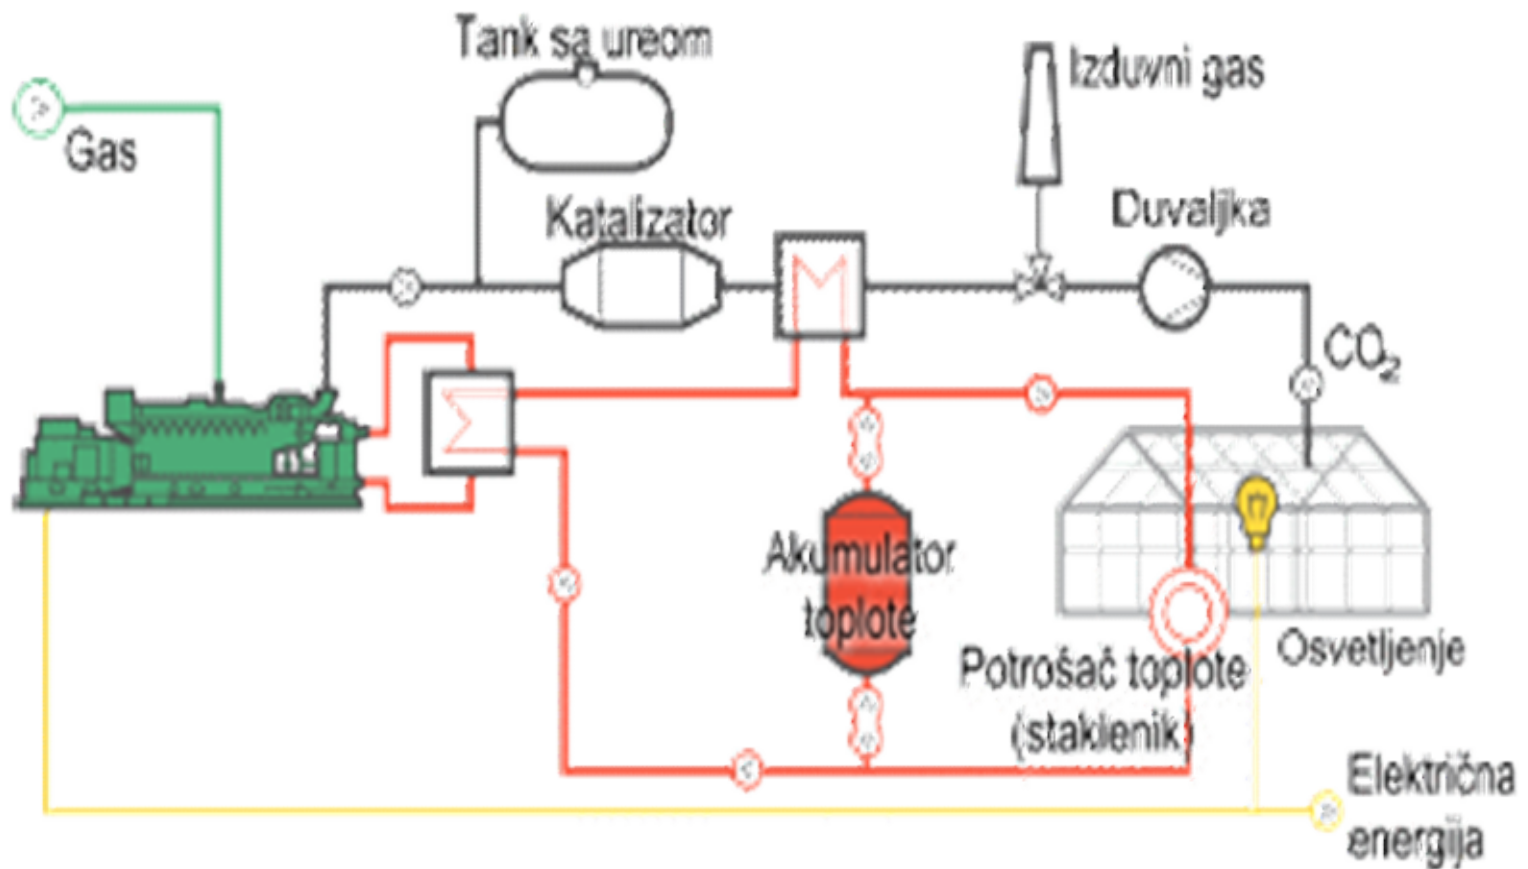 Tank sa ureom
Izduvni gas
Gas
Katalizator
Duvaljka
CO₂
Akumulator
toplote
Potrošač toplote
(staklenik)
Osvetljenje
Električna
energija